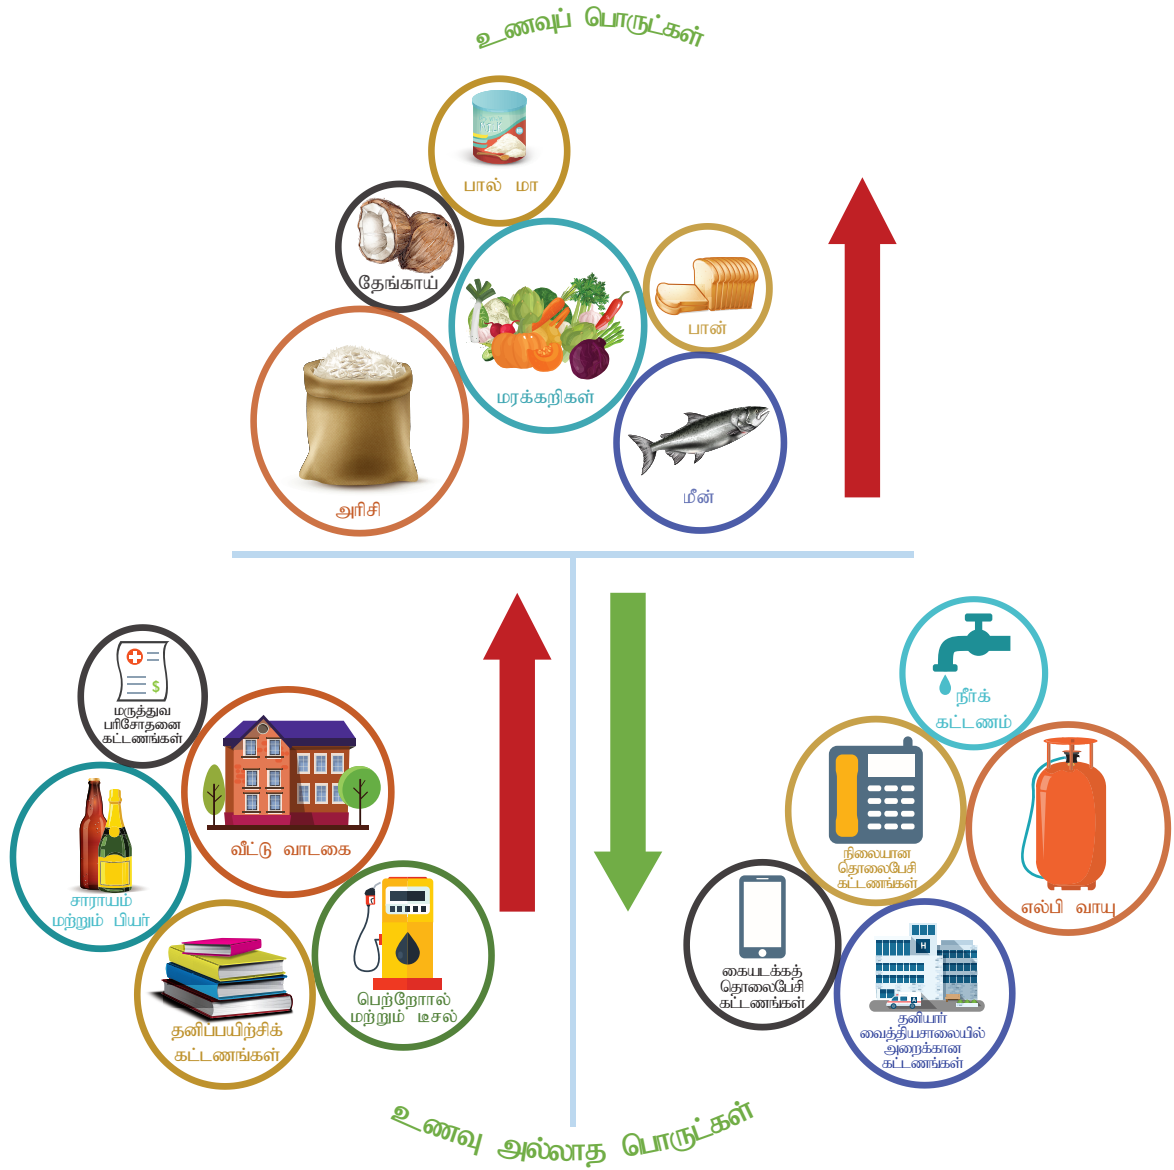 உணவுப் பொருட்கள்
பால் மா
தேங்காய்
மரக்கறிகள்
பான்
அரிசி
மீன்
மருத்துவ
பரிசோதனை
கட்டணங்கள்
வீட்டு வாடகை
சாராயம்
மற்றும் பியர்
தனிப்பயிற்சிக்
கட்டணங்கள்
பெற்றோால்
மற்றும் டீசல்
நீர்க்
கட்டணம்
நிலையான
தொலைபேசி
கட்டணங்கள்
எல்பி வாயு
கையடக்கத்
தொலைபேசி
கட்டணங்கள்
H
தனியார்
வைத்தியசாலையில்
அறைக்கான
கட்டணங்கள்
உணவு அல்லாத பொருட்கள்